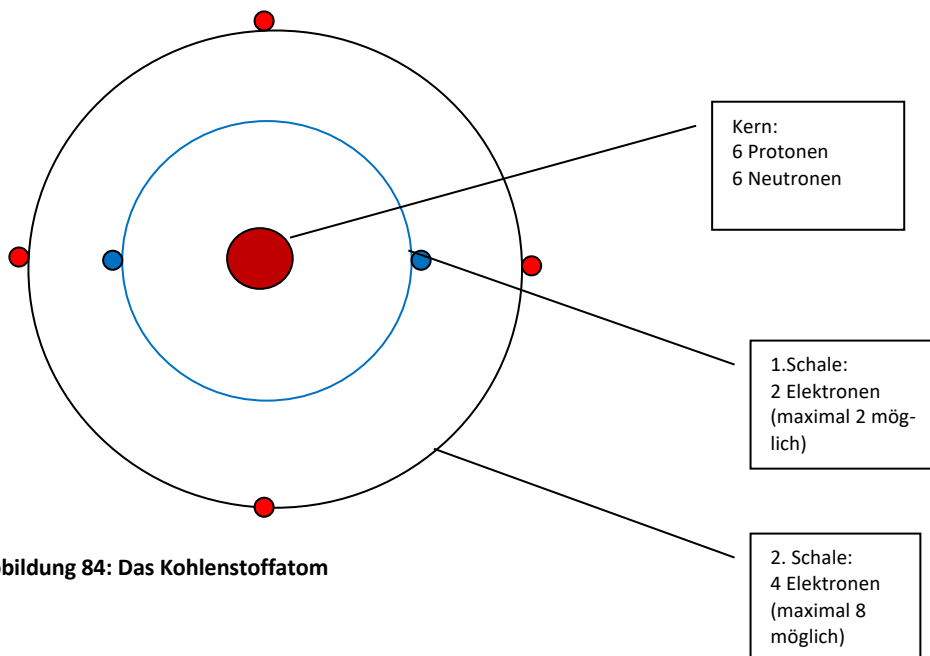 Kern:
6 Protonen
6 Neutronen
1.Schale:
2 Elektronen
(maximal 2 mög-
lich)
2. Schale:
4 Elektronen
(maximal 8
möglich)
bildung 84: Das Kohlenstoffatom